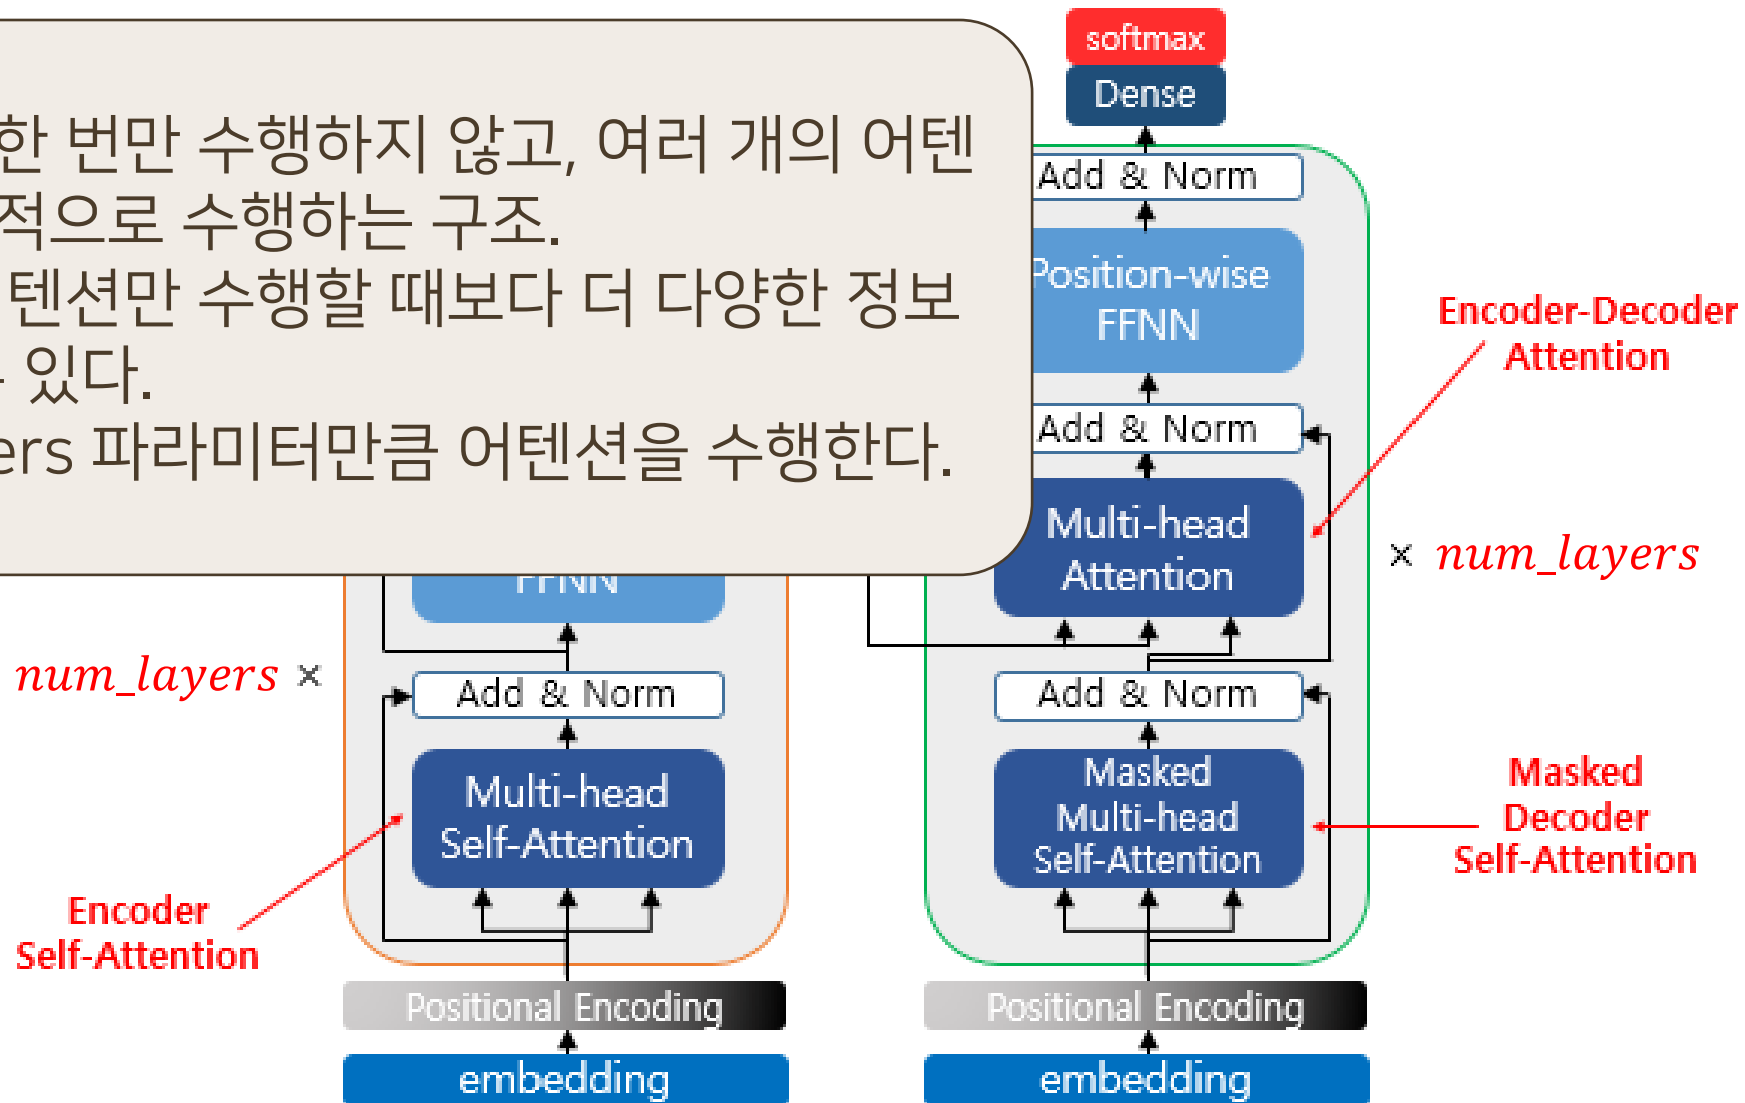 한 번만 수행하지 않고, 여러 개의 어텐
적으로 수행하는 구조.
텐션만 수행할 때보다 더 다양한 정보
있다.
ers 파라미터만큼 어텐션을 수행한다.
softmax
Dense
Add & Norm
Position-wise
FFNN
Add & Norm
Multi-head
Attention
Encoder-Decoder
Attention
× num_layers
Add & Norm
Masked
Multi-head
Self-Attention
Masked
Decoder
Self-Attention
Positional Encoding
embedding
FFNN
num_layers ×
Add & Norm
Multi-head
Self-Attention
Encoder
Self-Attention
Positional Encoding
embedding